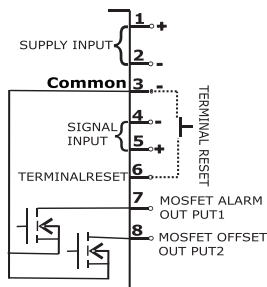 1 +
SUPPLY INPUT
2 -
Common 3 -
4 -
SIGNAL
INPUT
5 +
TERMINAL RESET
TERMINALRESET 6
7 MOSFET ALARM
OUT PUT1
8 MOSFET OFFSET
OUT PUT2